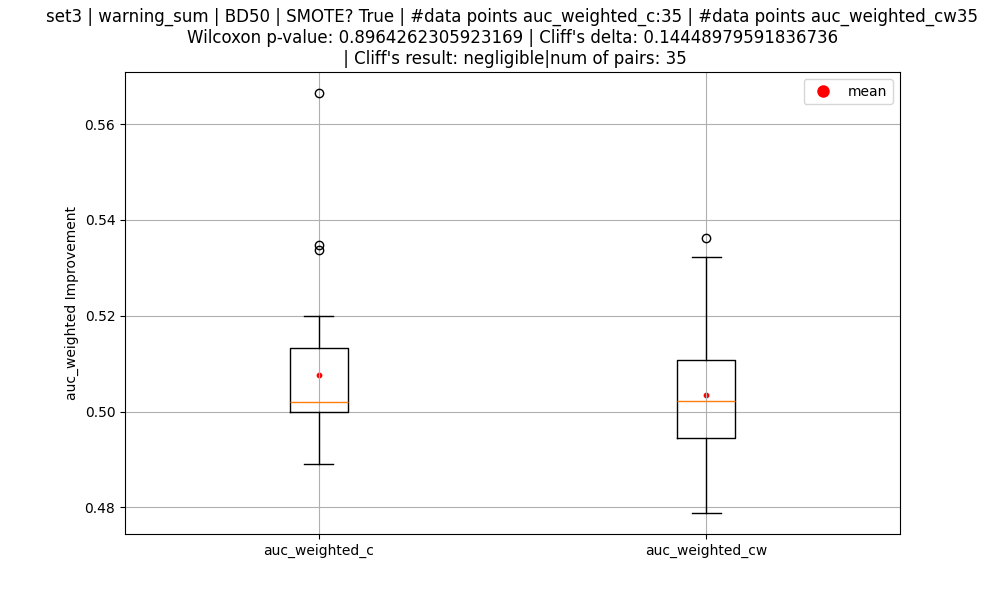 set3 | warning_sum | BD50 | SMOTE? True | #data points auc_weighted_c:35 | #data points auc_weighted_cw35
Wilcoxon p-value: 0.8964262305923169 | Cliff's delta: 0.14448979591836736
| Cliff's result: negligible|num of pairs: 35
mean
0.56
0.54
0.52
0.50
0.48
auc_weighted Improvement
auc_weighted_c
auc_weighted_cw